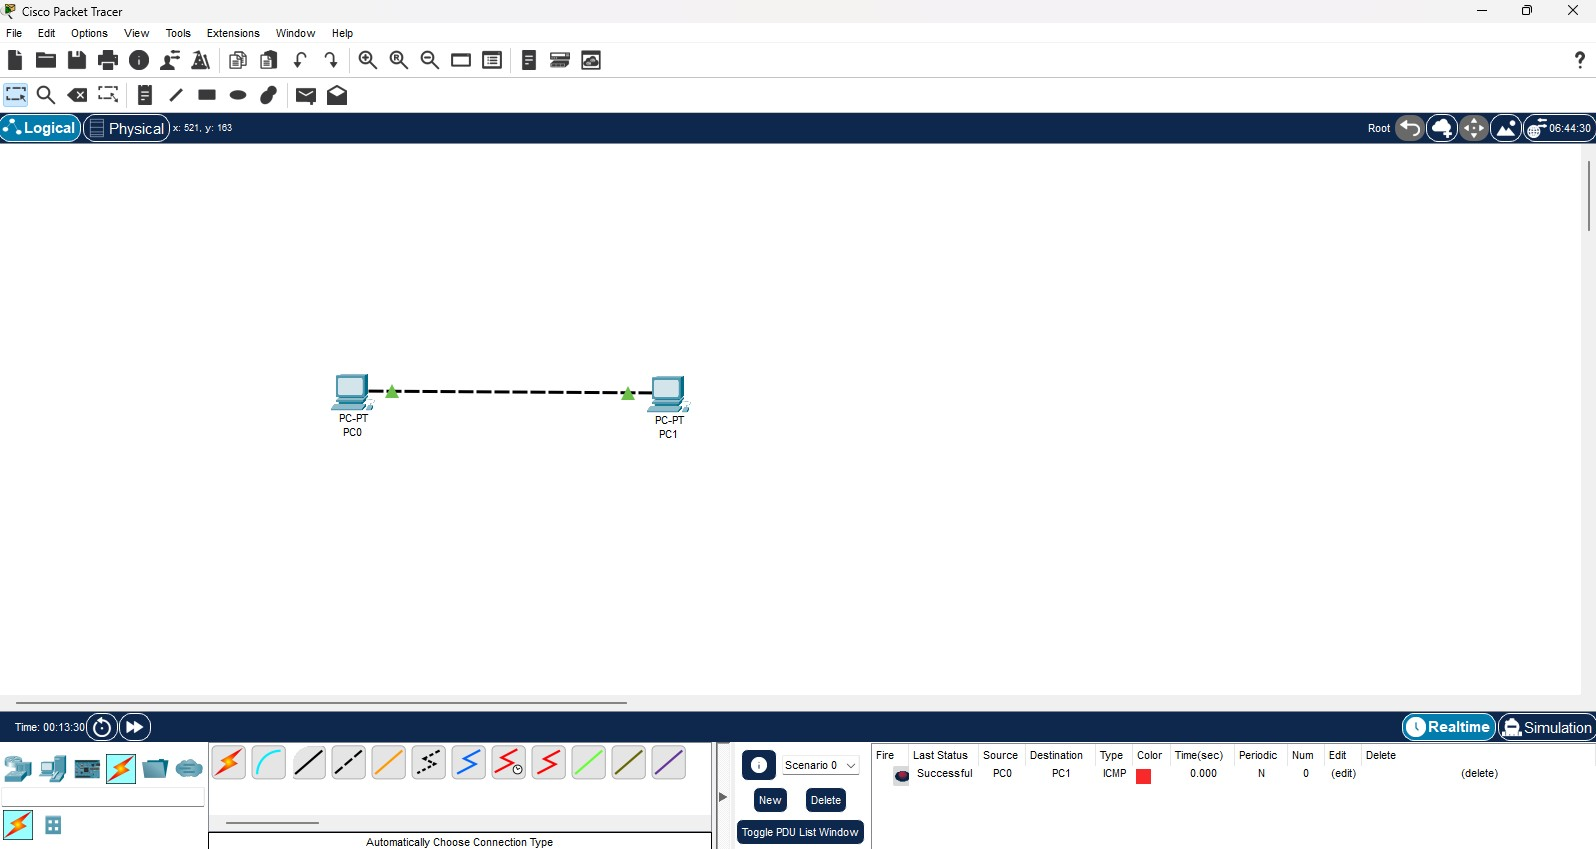 Cisco Packet Tracer
File Edit Options View Tools Extensions Window Help
?
Logical Physical x: 521, y: 163 Root 06:44:30
PC-PT
PC0
PC-PT
PC1
Time: 00:13:30 Realtime Simulation
Scenario 0
New Delete
Toggle PDU List Window
Automatically Choose Connection Type
Fire Last Status Source Destination Type Color Time(sec) Periodic Num Edit Delete
Successful PC0 PC1 ICMP 0.000 N 0 (edit) (delete)